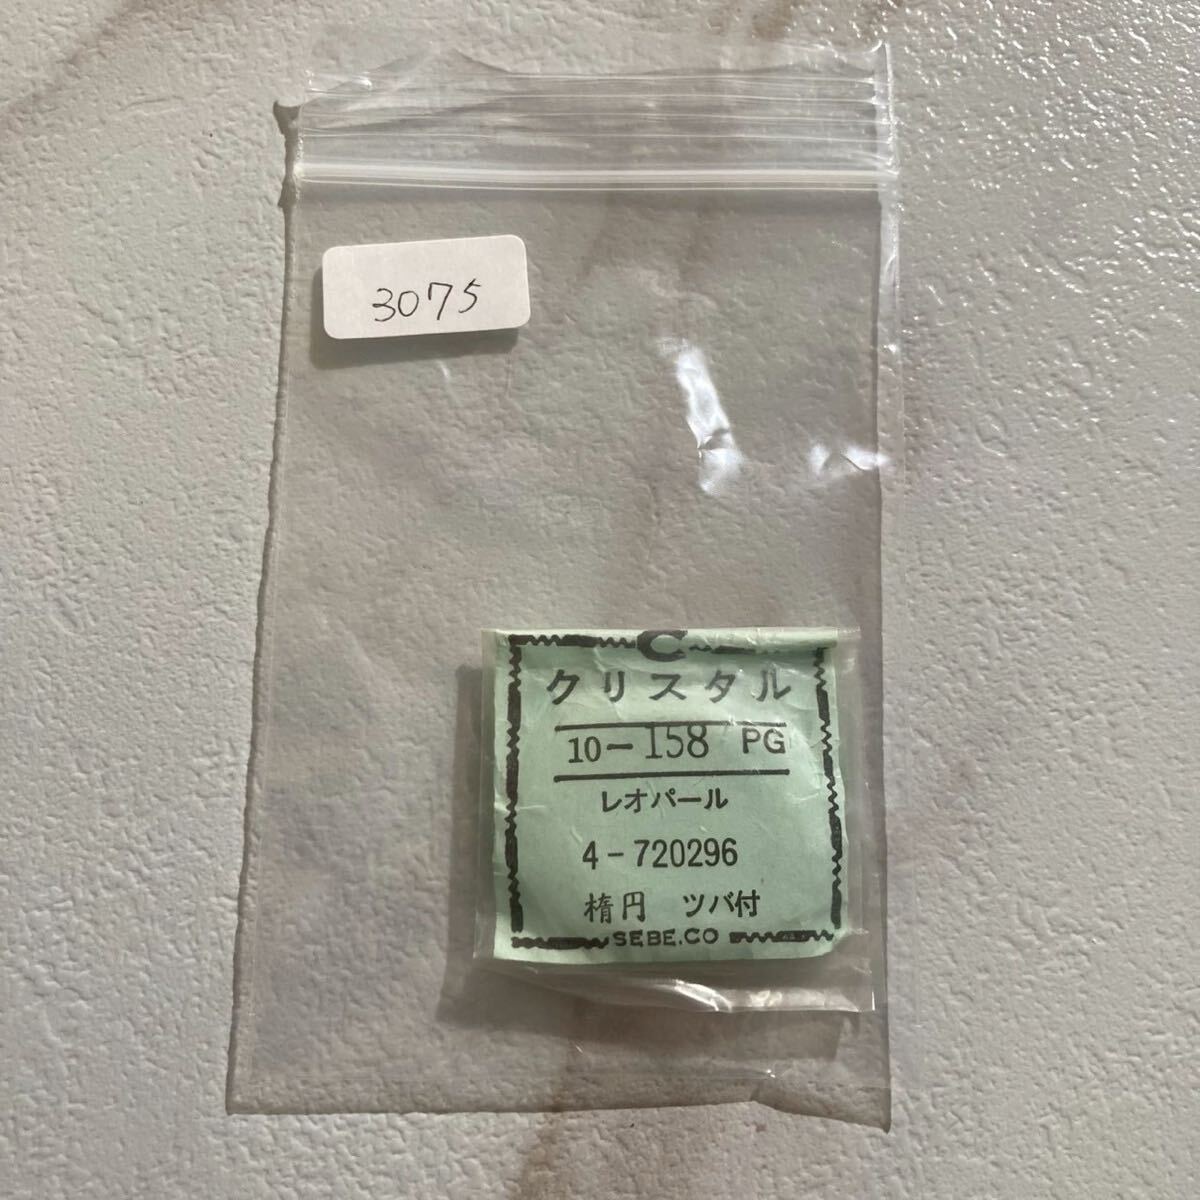 3075
C
クリスタル
10-158 PG
レオパール
4-720296
楕円 ツバ付
SEBE.CO